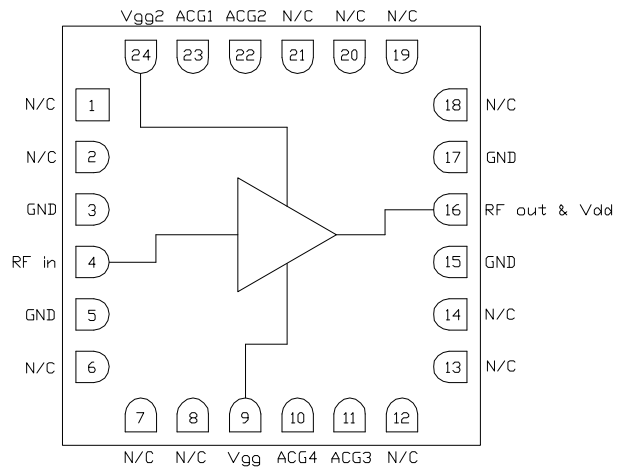 Vgg2 ACG1 ACG2 N/C N/C N/C
24 23 22 21 20 19
N/C 1 18 N/C
N/C 2 17 GND
GND 3 16 RF out & Vdd
RF in 4 15 GND
GND 5 14 N/C
N/C 6 13 N/C
7 8 9 10 11 12
N/C N/C Vgg ACG4 ACG3 N/C